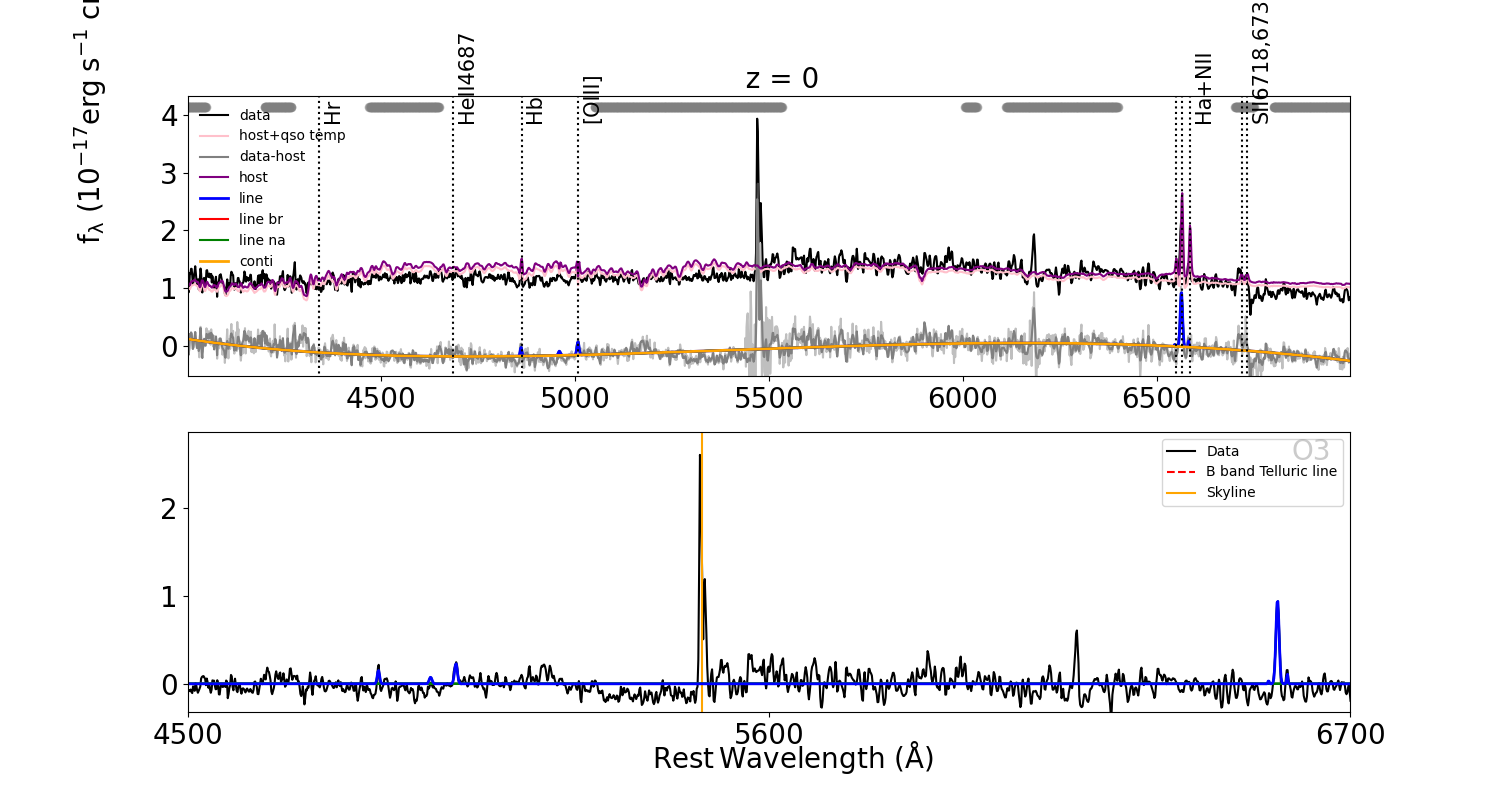 z = 0
f_λ (10^−17 erg s^−1
Hr
HeII4687
Hb
[OIII]
Ha+NII
SII6718,673
4
3
2
1
0
data
host+qso temp
data-host
host
line
line br
line na
conti
4500
5000
5500
6000
6500
O3
Data
B band Telluric line
Skyline
2
1
0
4500
5600
6700
Rest Wavelength (Å)